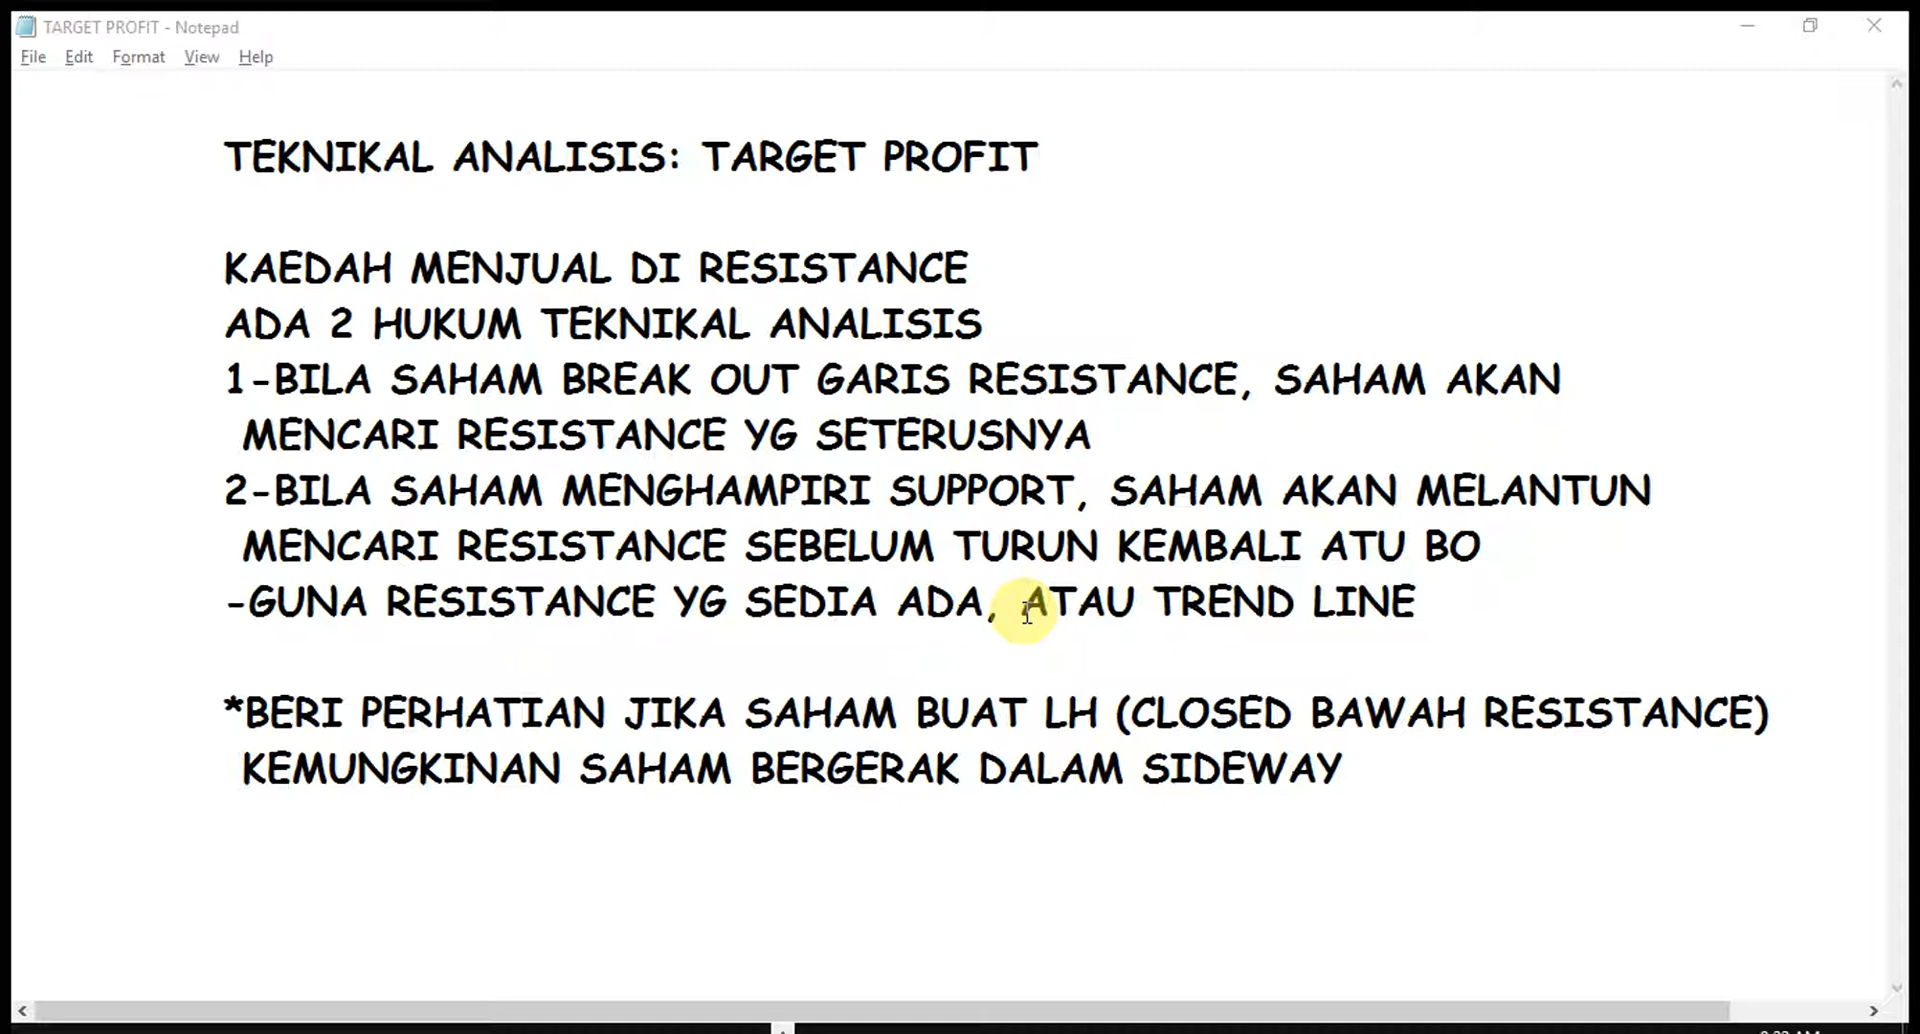 TARGET PROFIT - Notepad
File Edit Format View Help
TEKNIKAL ANALISIS: TARGET PROFIT
KAEDAH MENJUAL DI RESISTANCE
ADA 2 HUKUM TEKNIKAL ANALISIS
1-BILA SAHAM BREAK OUT GARIS RESISTANCE, SAHAM AKAN
MENCARI RESISTANCE YG SETERUSNYA
2-BILA SAHAM MENGHAMPIRI SUPPORT, SAHAM AKAN MELANTUN
MENCARI RESISTANCE SEBELUM TURUN KEMBALI ATU BO
-GUNA RESISTANCE YG SEDIA ADA, ATAU TREND LINE
*BERI PERHATIAN JIKA SAHAM BUAT LH (CLOSED BAWAH RESISTANCE)
KEMUNGKINAN SAHAM BERGERAK DALAM SIDEWAY